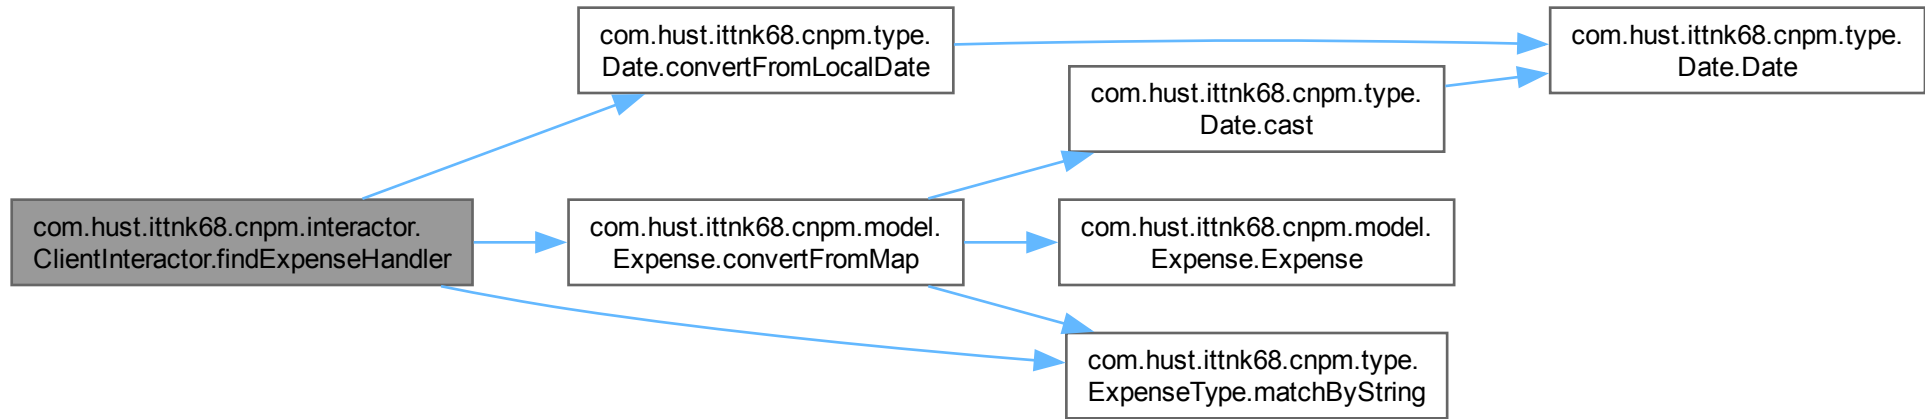 com.hust.ittnk68.cnpm.interactor.
ClientInteractor.findExpenseHandler
com.hust.ittnk68.cnpm.type.
Date.convertFromLocalDate
com.hust.ittnk68.cnpm.model.
Expense.convertFromMap
com.hust.ittnk68.cnpm.type.
Date.cast
com.hust.ittnk68.cnpm.model.
Expense.Expense
com.hust.ittnk68.cnpm.type.
ExpenseType.matchByString
com.hust.ittnk68.cnpm.type.
Date.Date